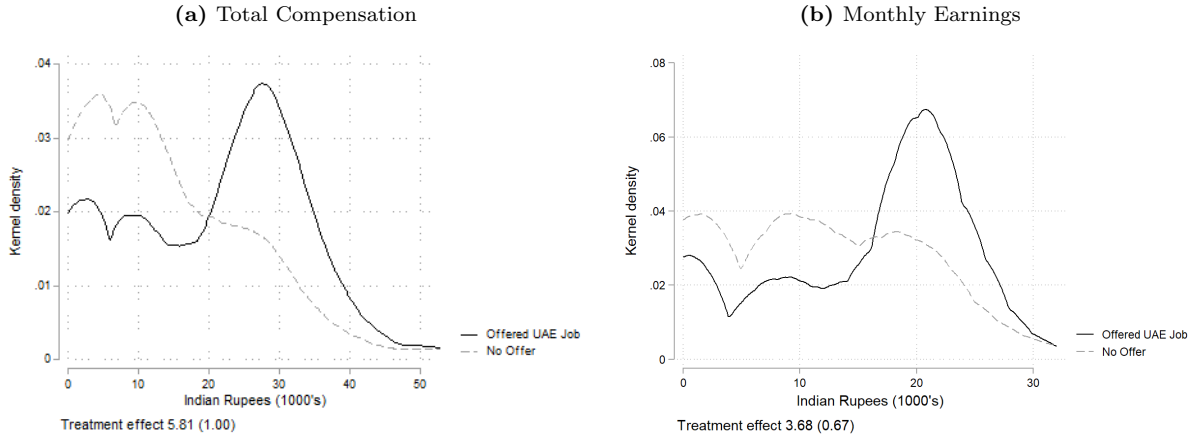 (a) Total Compensation
.04
.03
.02
.01
0
Kernel density
0 10 20 30 40 50
Indian Rupees (1000's)
Offered UAE Job
No Offer
Treatment effect 5.81 (1.00)
(b) Monthly Earnings
.08
.06
.04
.02
0
Kernel density
0 10 20 30
Indian Rupees (1000's)
Offered UAE Job
No Offer
Treatment effect 3.68 (0.67)